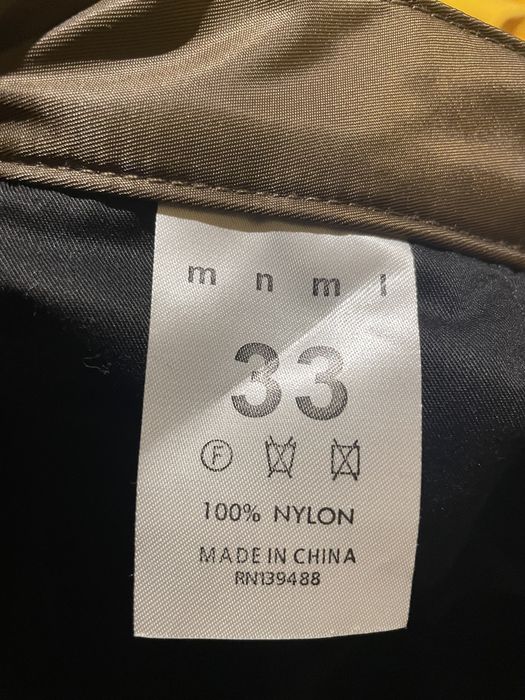 m n m l
33
F
100% NYLON
MADE IN CHINA
RN139488